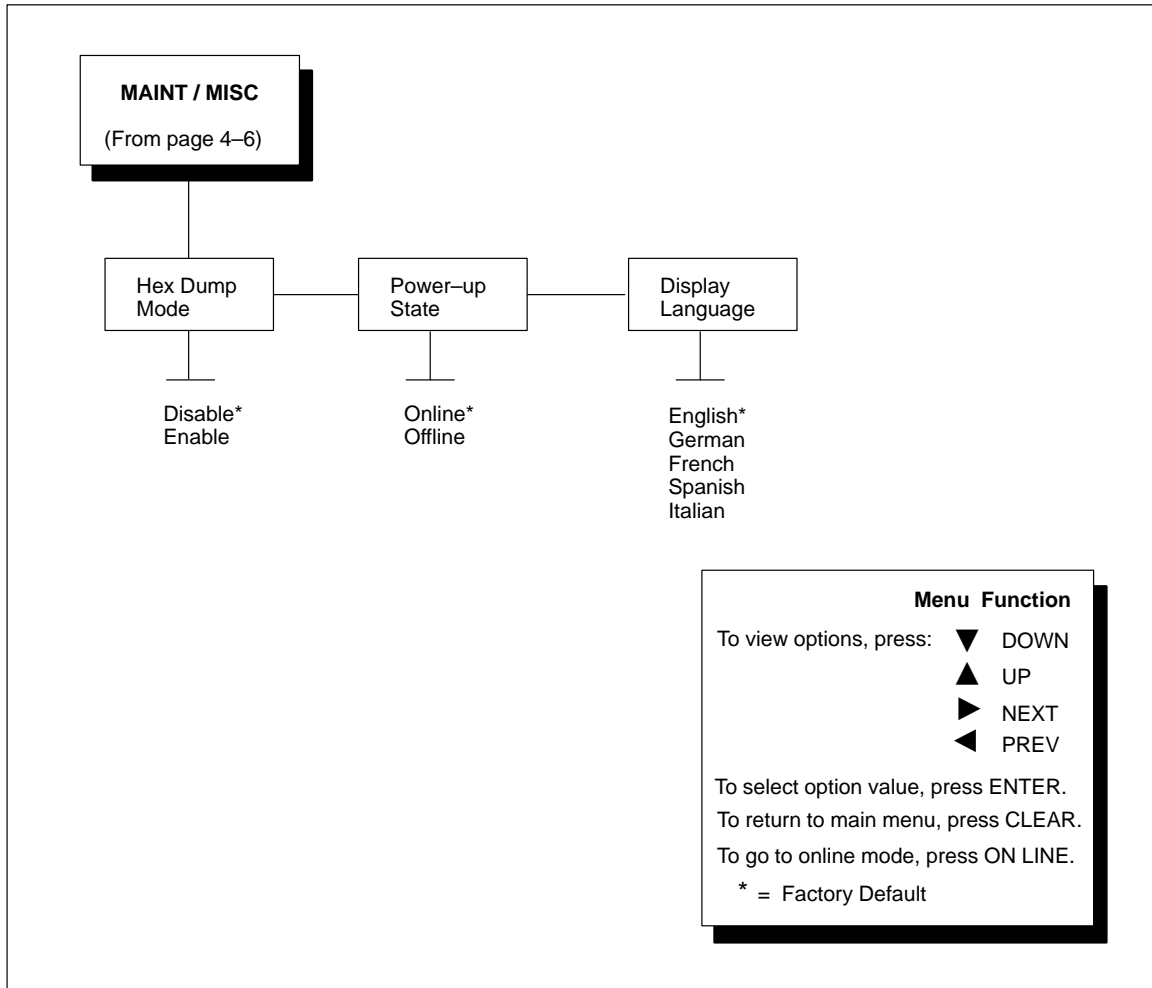 MAINT / MISC
(From page 4–6)
Hex Dump
Mode
Power–up
State
Display
Language
Disable*
Enable
Online*
Offline
English*
German
French
Spanish
Italian
Menu Function
To view options, press: ▼ DOWN
▲ UP
► NEXT
◄ PREV
To select option value, press ENTER.
To return to main menu, press CLEAR.
To go to online mode, press ON LINE.
* = Factory Default